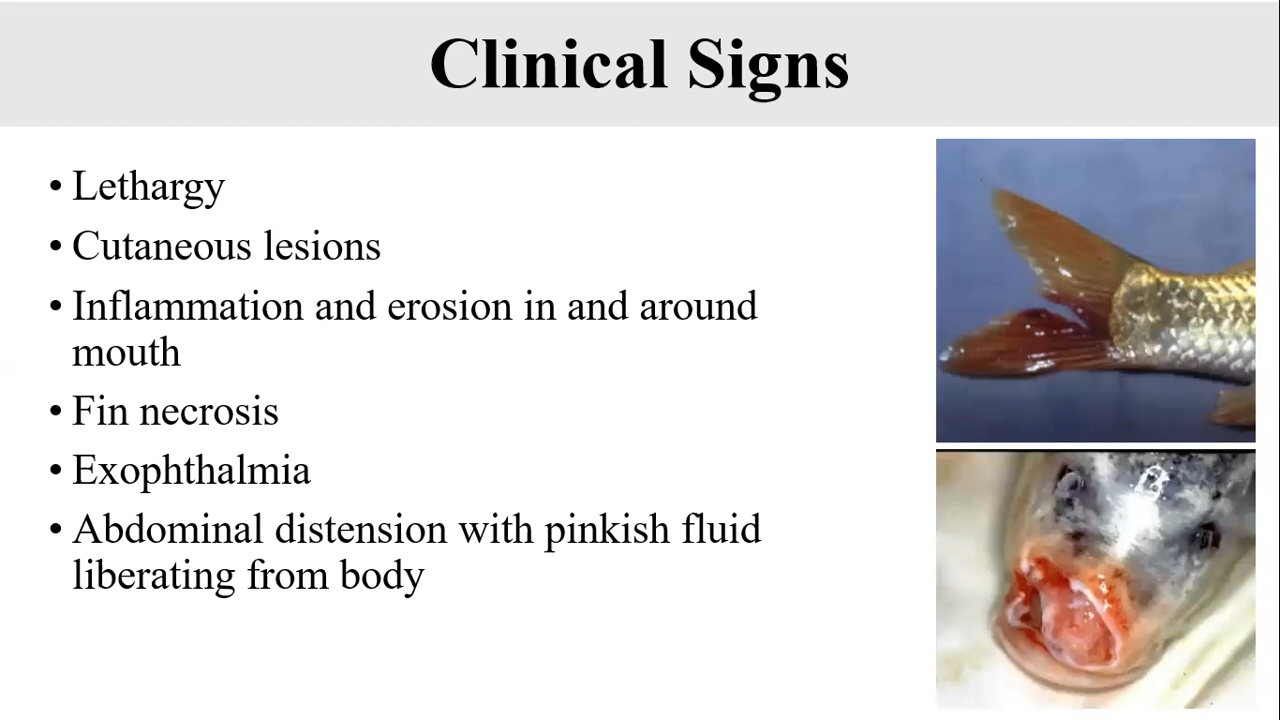 Clinical Signs
• Lethargy
• Cutaneous lesions
• Inflammation and erosion in and around
mouth
• Fin necrosis
• Exophthalmia
• Abdominal distension with pinkish fluid
liberating from body